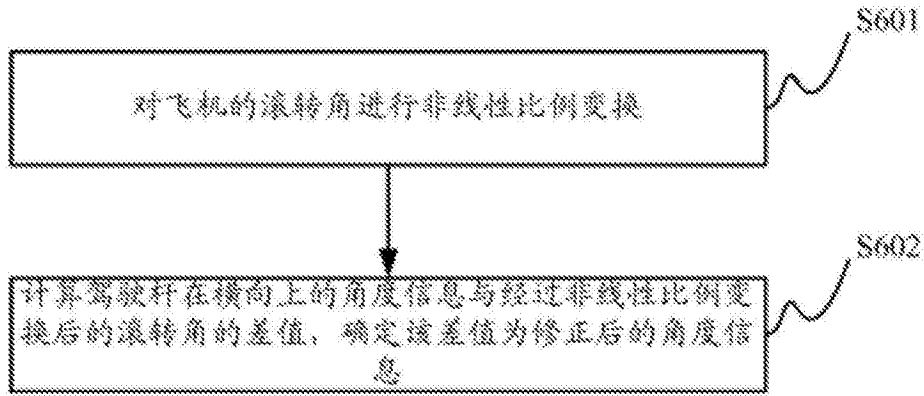 S601
对飞机的滚转角进行非线性比例变换
S602
计算驾驶杆在横向上的角度信息与经过非线性比例变
换后的滚转角的差值，确定该差值为修正后的角度信
息